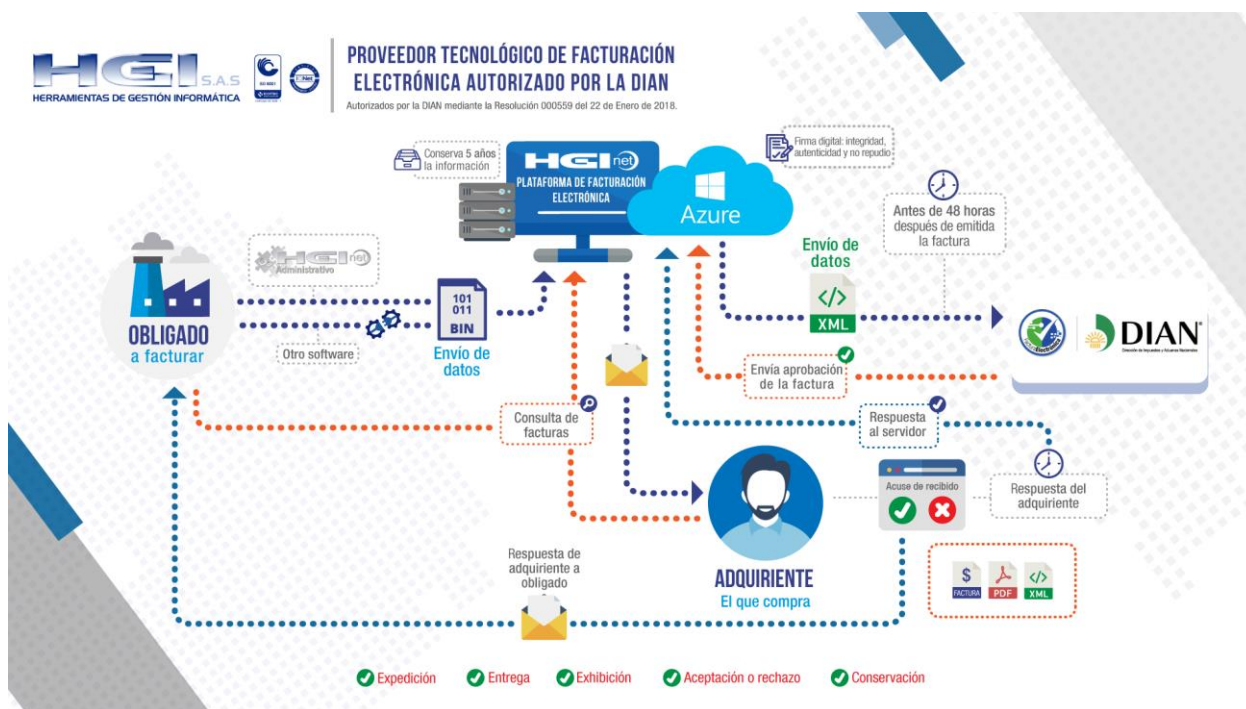 HGI S.A.S
HERRAMIENTAS DE GESTIÓN INFORMÁTICA
PROVEEDOR TECNOLÓGICO DE FACTURACIÓN
ELECTRÓNICA AUTORIZADO POR LA DIAN
Autorizados por la DIAN mediante la Resolución 000559 del 22 de Enero de 2018.
Conserva 5 años
la información
HGI net
PLATAFORMA DE FACTURACIÓN
ELECTRÓNICA
Azure
Firma digital: integridad,
autenticidad y no repudio
Antes de 48 horas
después de emitida
la factura
HGI net
Administrativo
OBLIGADO
a facturar
Otro software
101
011
BIN
Envío de
datos
Envío de
datos
</>
XML
DIAN
Dirección de Impuestos y Aduanas Nacionales
Envía aprobación
de la factura
Consulta de
facturas
Respuesta
al servidor
Acuse de recibido
Respuesta del
adquiriente
ADQUIRIENTE
El que compra
Respuesta de
adquiriente a
obligado
$
FACTURA
PDF
</>
XML
Expedición
Entrega
Exhibición
Aceptación o rechazo
Conservación